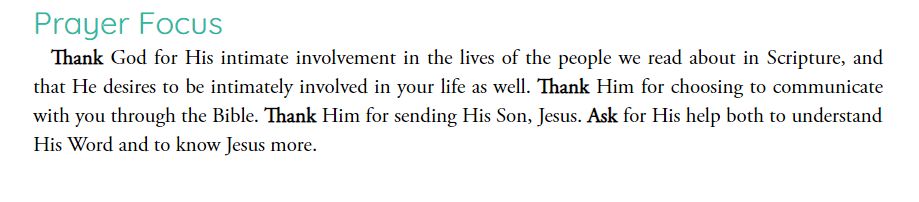 Prayer Focus
Thank God for His intimate involvement in the lives of the people we read about in Scripture, and
that He desires to be intimately involved in your life as well. Thank Him for choosing to communicate
with you through the Bible. Thank Him for sending His Son, Jesus. Ask for His help both to understand
His Word and to know Jesus more.